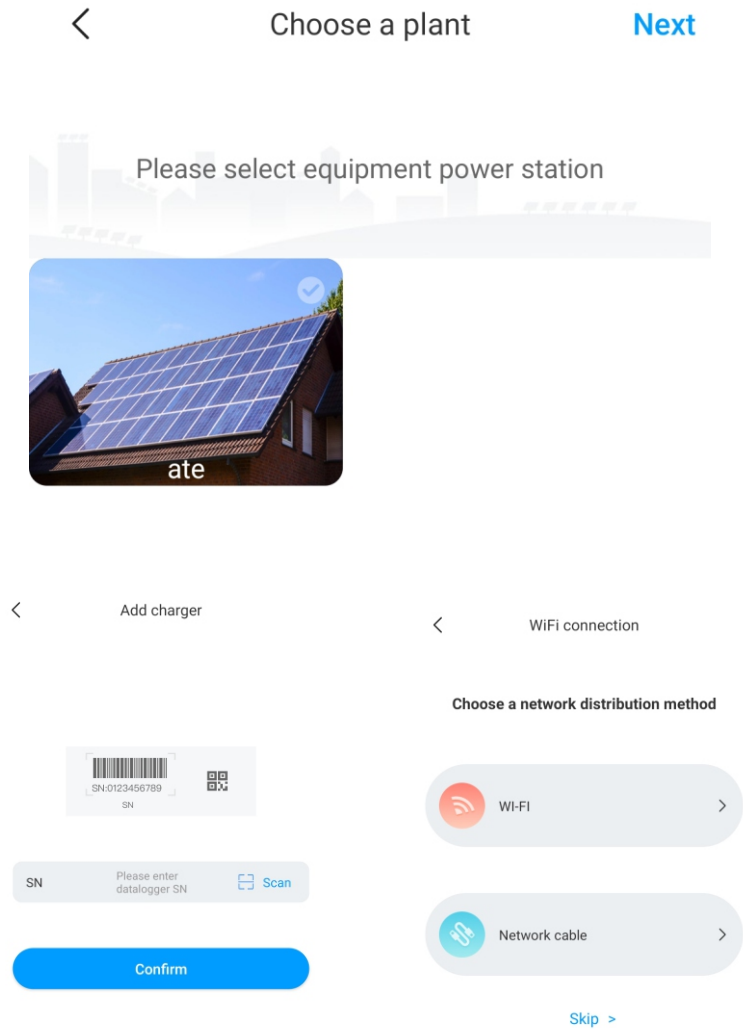 Choose a plant
Next
Please select equipment power station
ate
Add charger
SN:0123456789
SN
SN
Please enter
datalogger SN
Scan
Confirm
WiFi connection
Choose a network distribution method
WI-FI
Network cable
Skip >